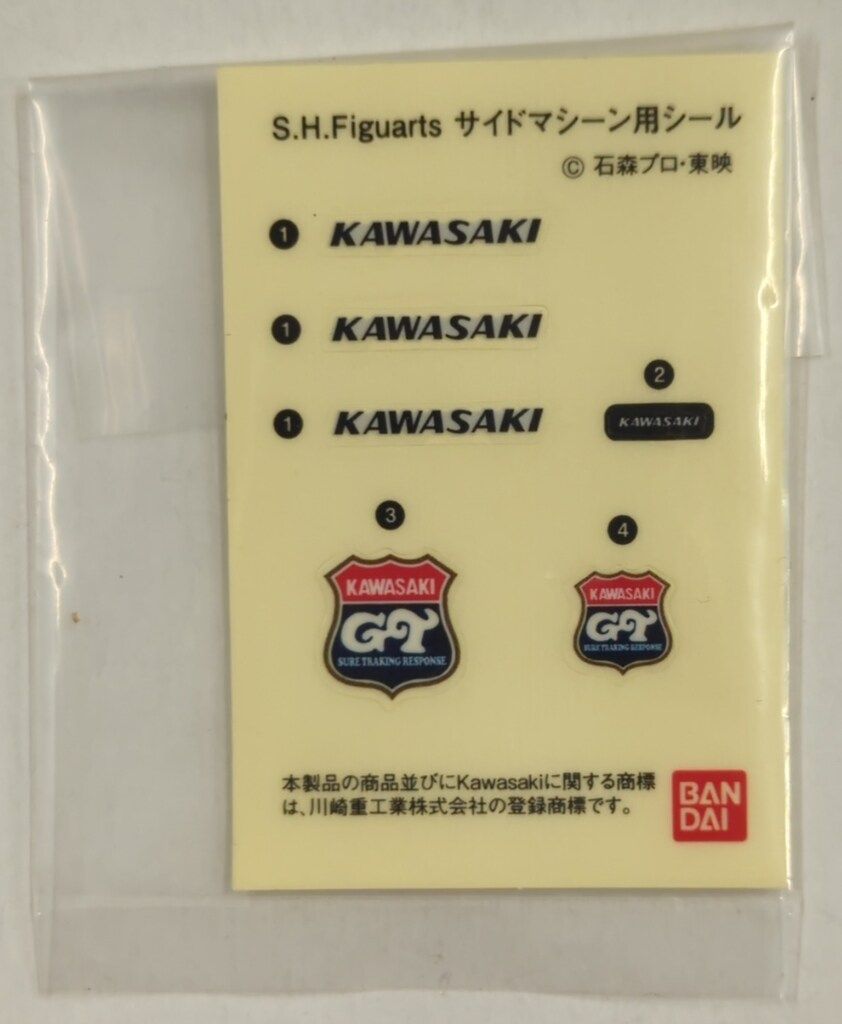 S.H.Figuarts サイドマシーン用シール
© 石森プロ・東映
1 KAWASAKI
1 KAWASAKI
2
1 KAWASAKI
KAWASAKI
3
4
KAWASAKI
GT
SURE TRAKING RESPONSE
KAWASAKI
GT
SURE TRAKING RESPONSE
本製品の商品並びにKawasakiに関する商標
は、川崎重工業株式会社の登録商標です。
BAN
DAI